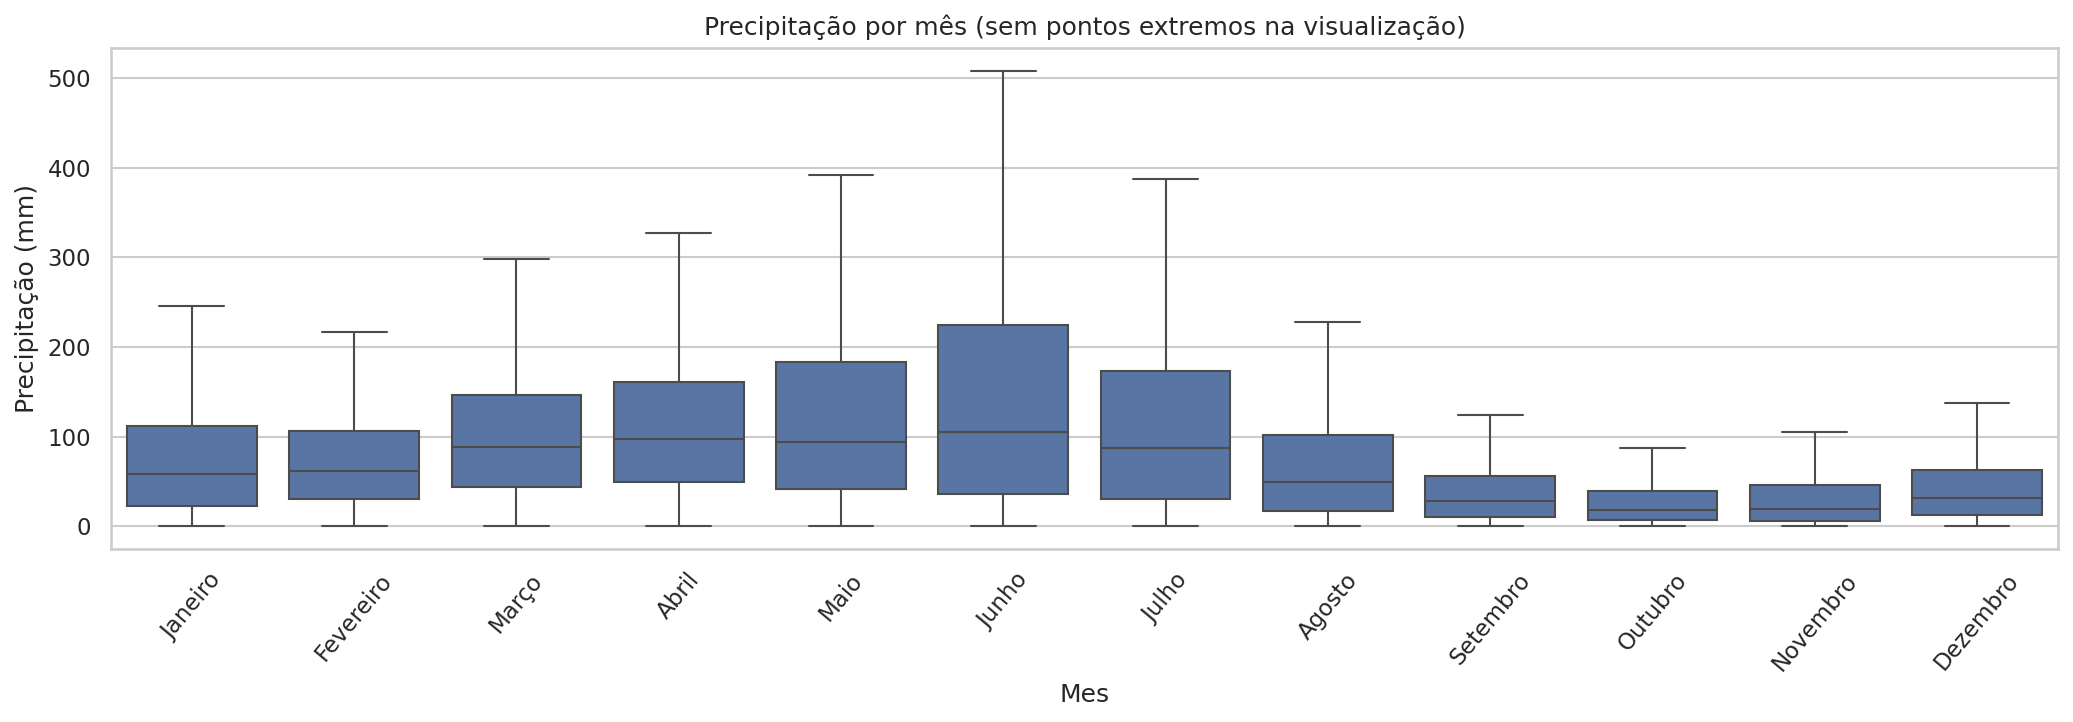 Precipitação por mês (sem pontos extremos na visualização)
Precipitação (mm)
500
400
300
200
100
0
Janeiro
Fevereiro
Março
Abril
Maio
Junho
Julho
Agosto
Setembro
Outubro
Novembro
Dezembro
Mes